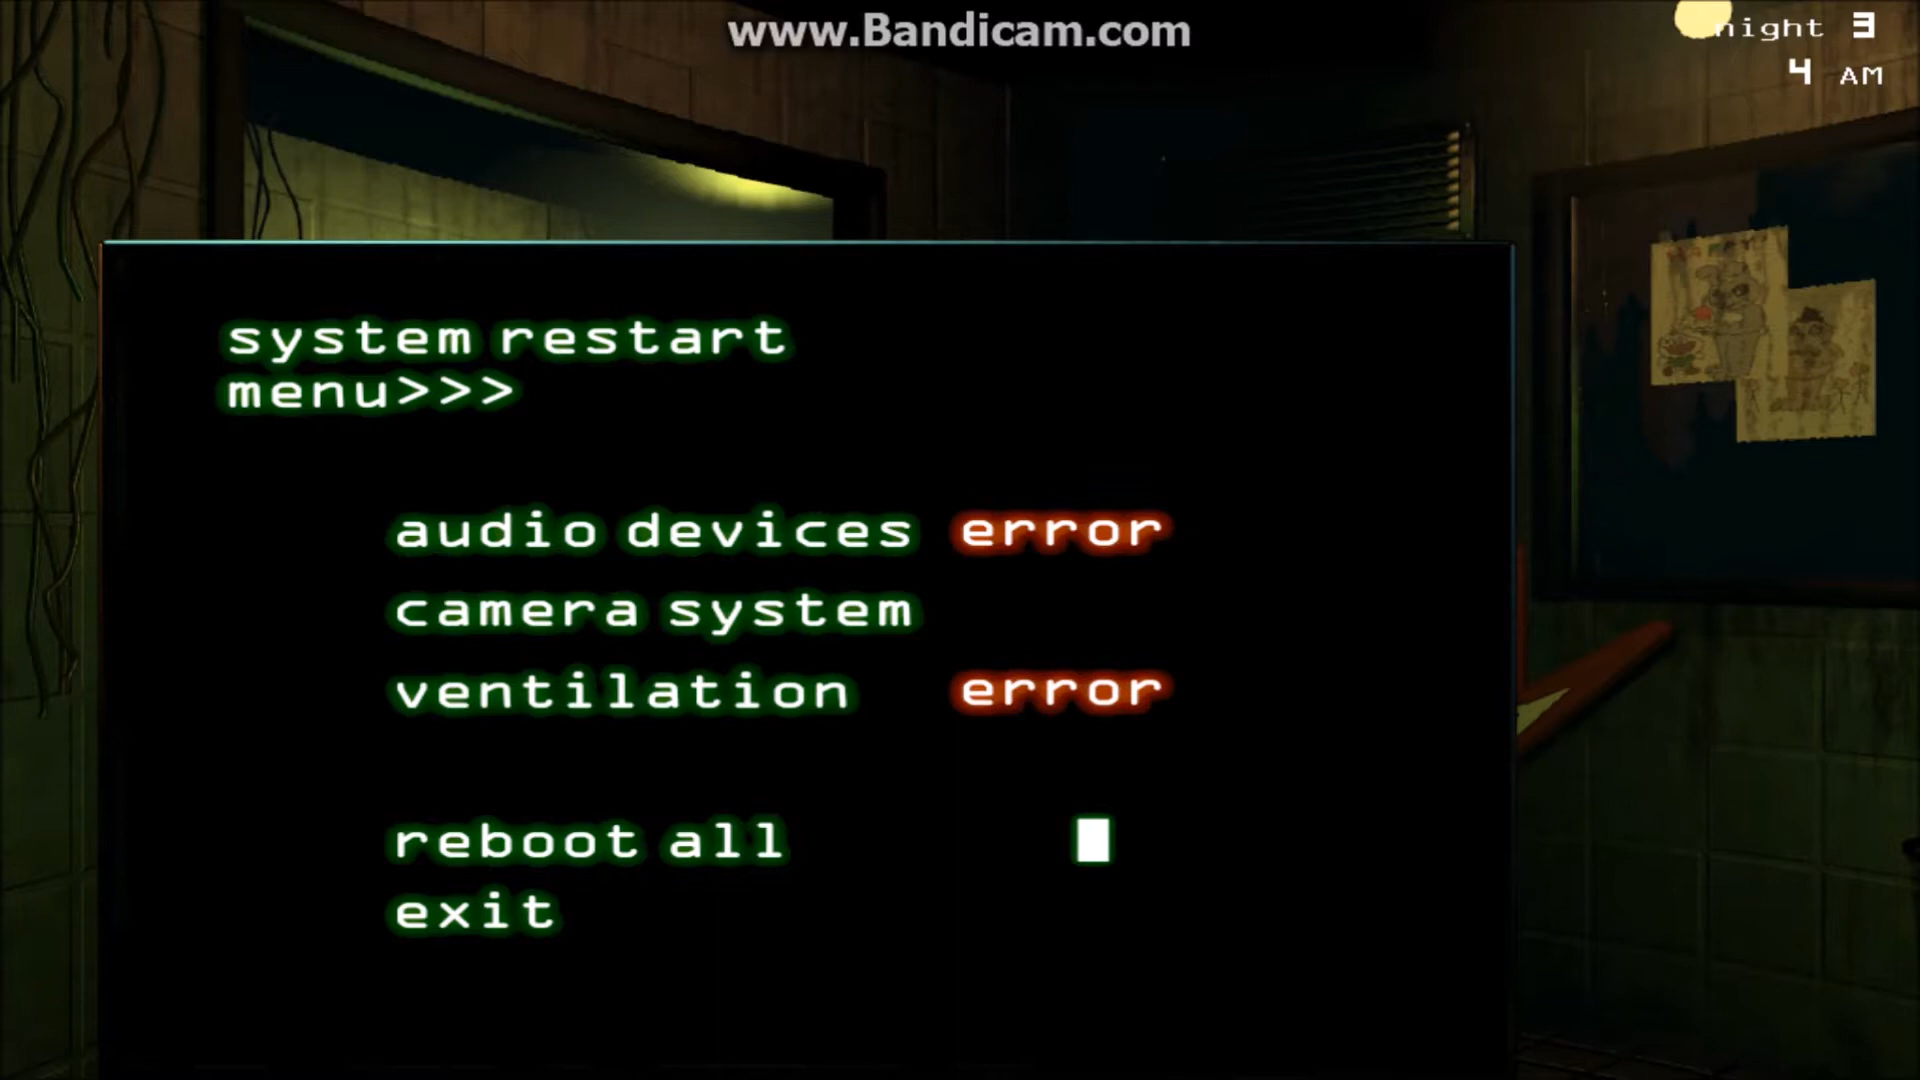 www.Bandicam.com
night 3
4 AM
system restart
menu>>>
audio devices error
camera system
ventilation error
reboot all
exit